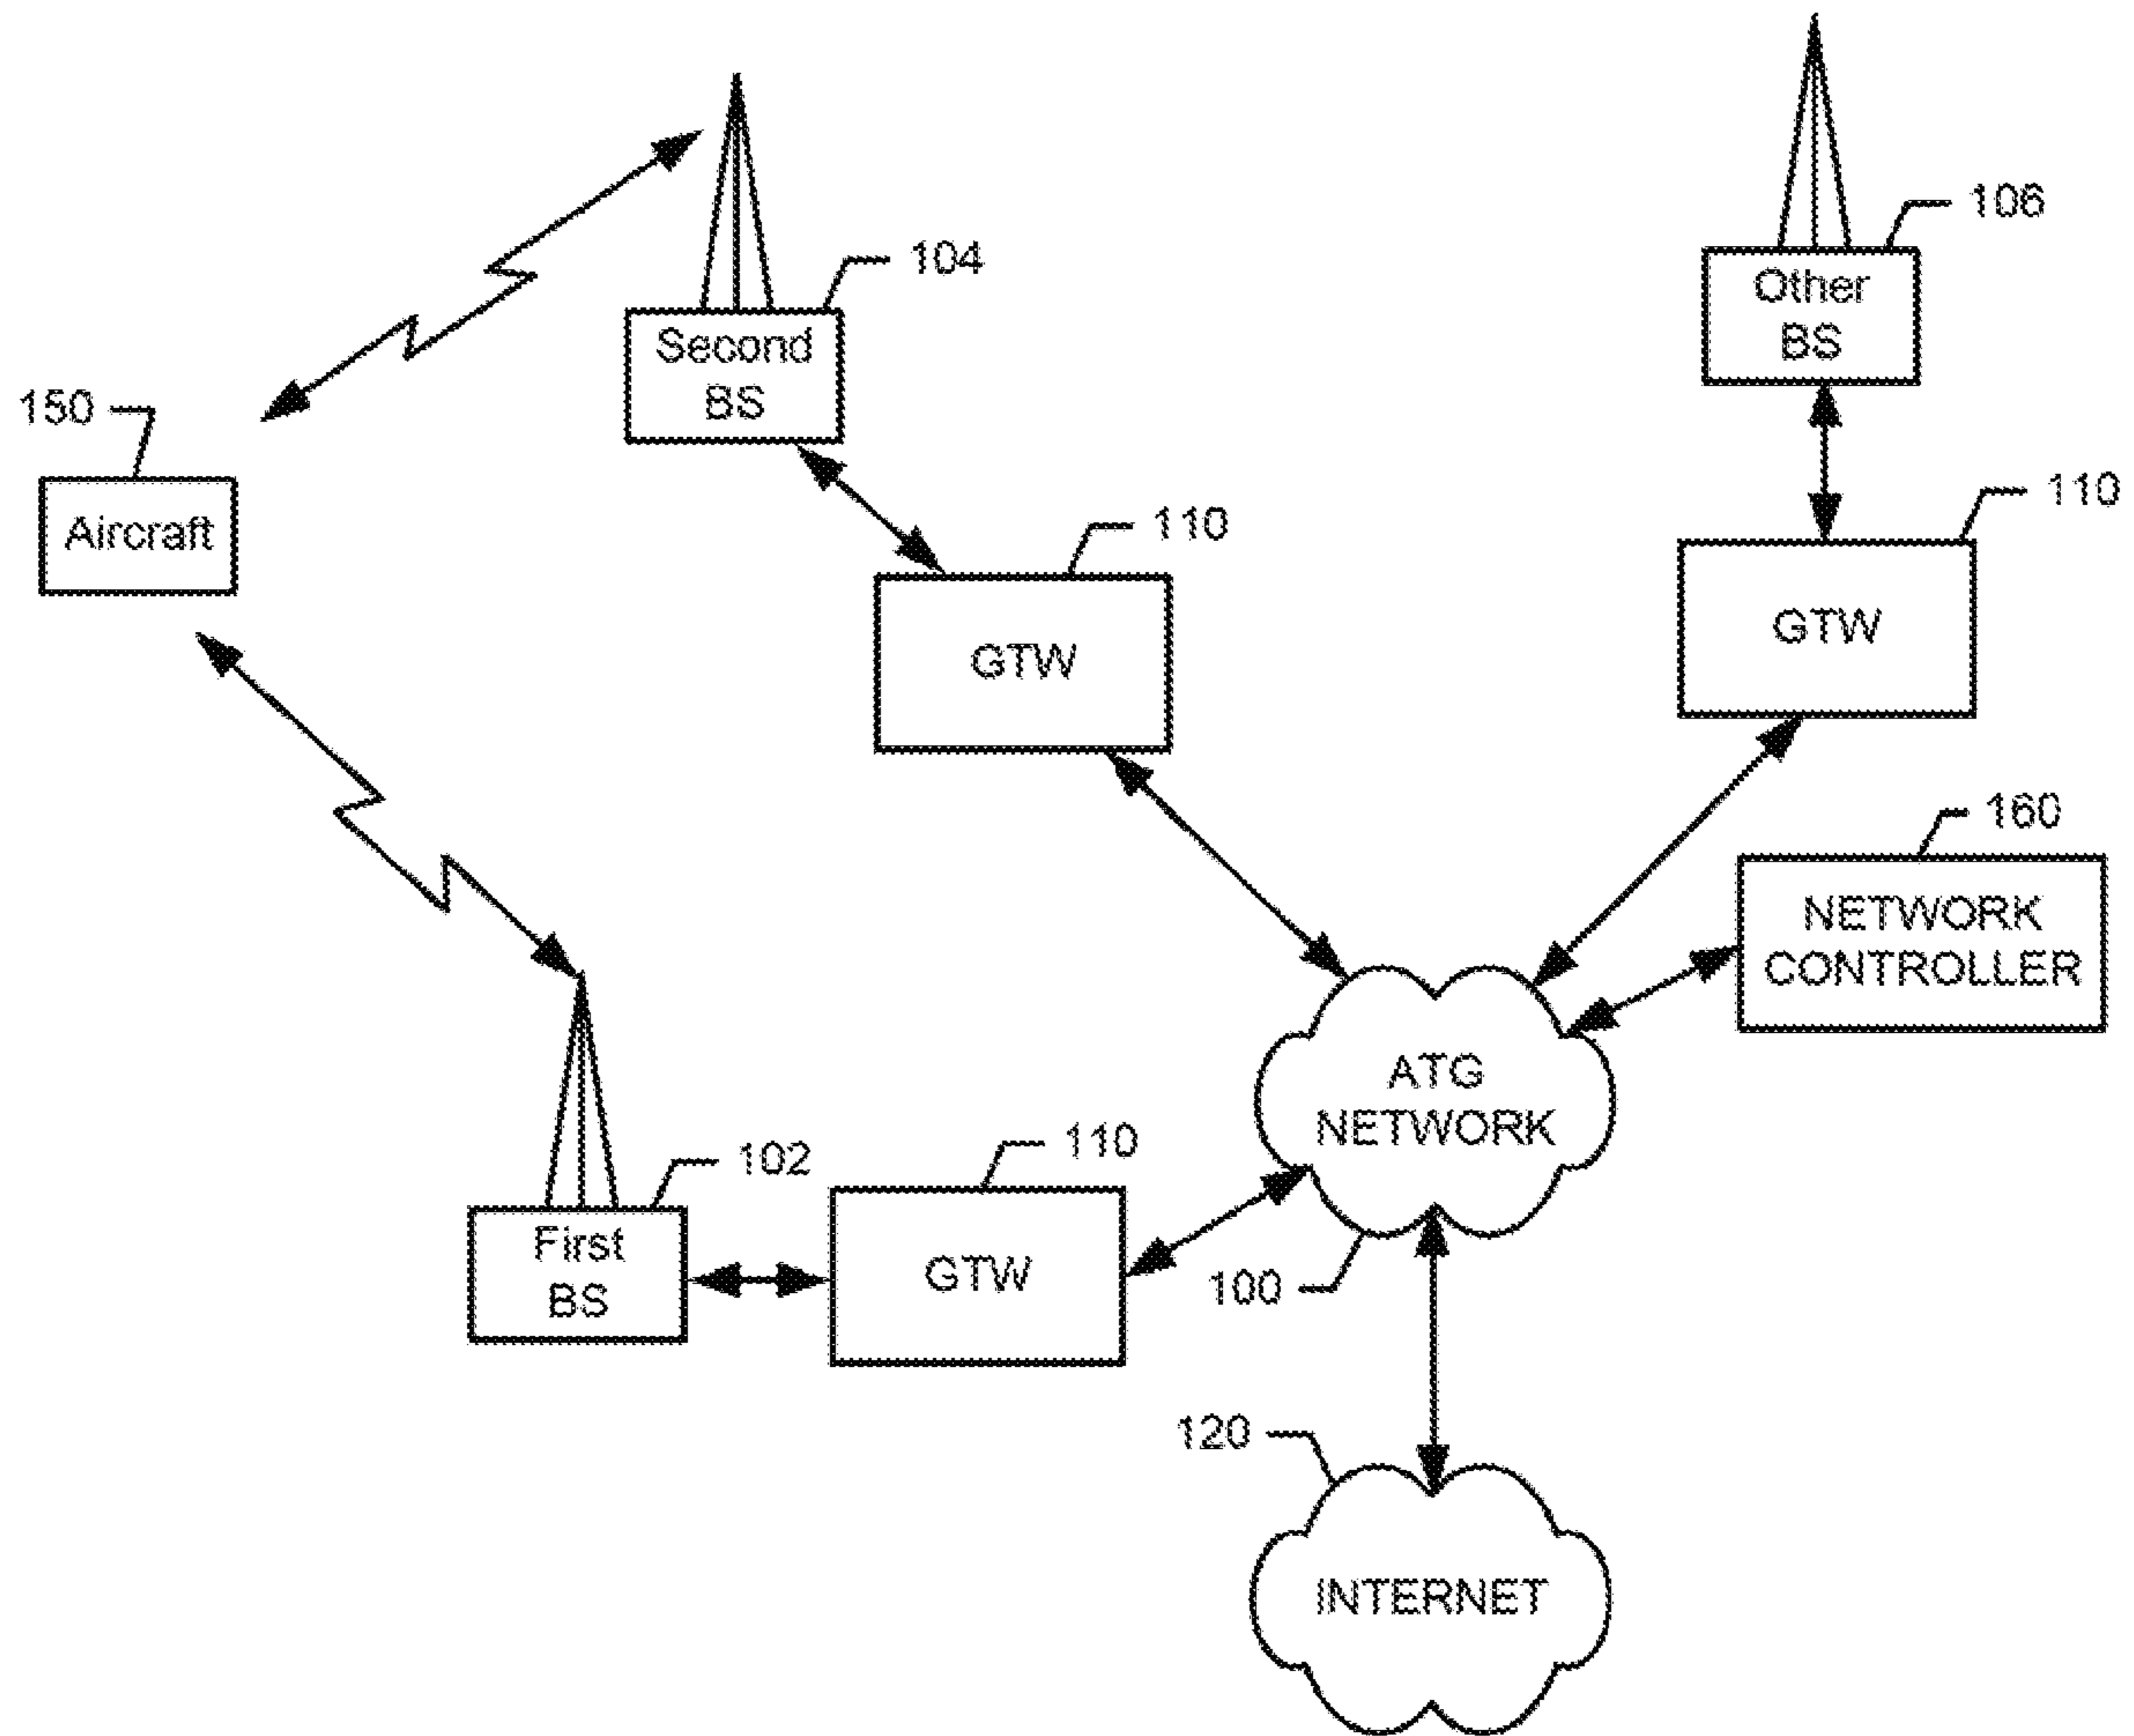 106
Other
BS
104
Second
BS
150
Aircraft
110
GTW
110
GTW
160
NETWORK
CONTROLLER
ATG
NETWORK
100
102
First
BS
110
GTW
120
INTERNET